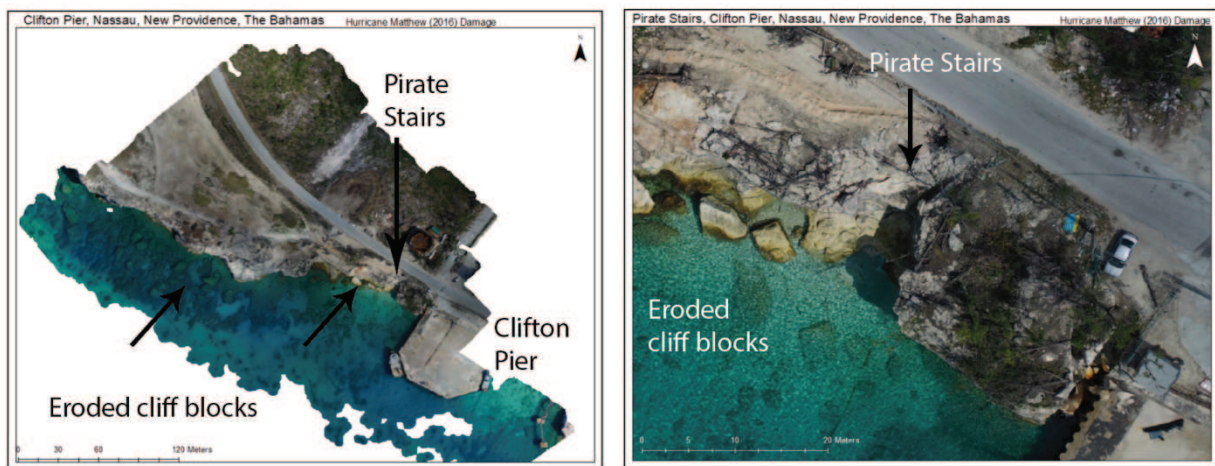 Clifton Pier, Nassau, New Providence, The Bahamas
Hurricane Matthew (2016) Damage
N
Pirate
Stairs
Clifton
Pier
Eroded cliff blocks
0 30 60 120 Meters
Pirate Stairs, Clifton Pier, Nassau, New Providence, The Bahamas
Hurricane Matthew (2016) Damage
N
Pirate Stairs
Eroded
cliff blocks
0 5 10 20 Meters